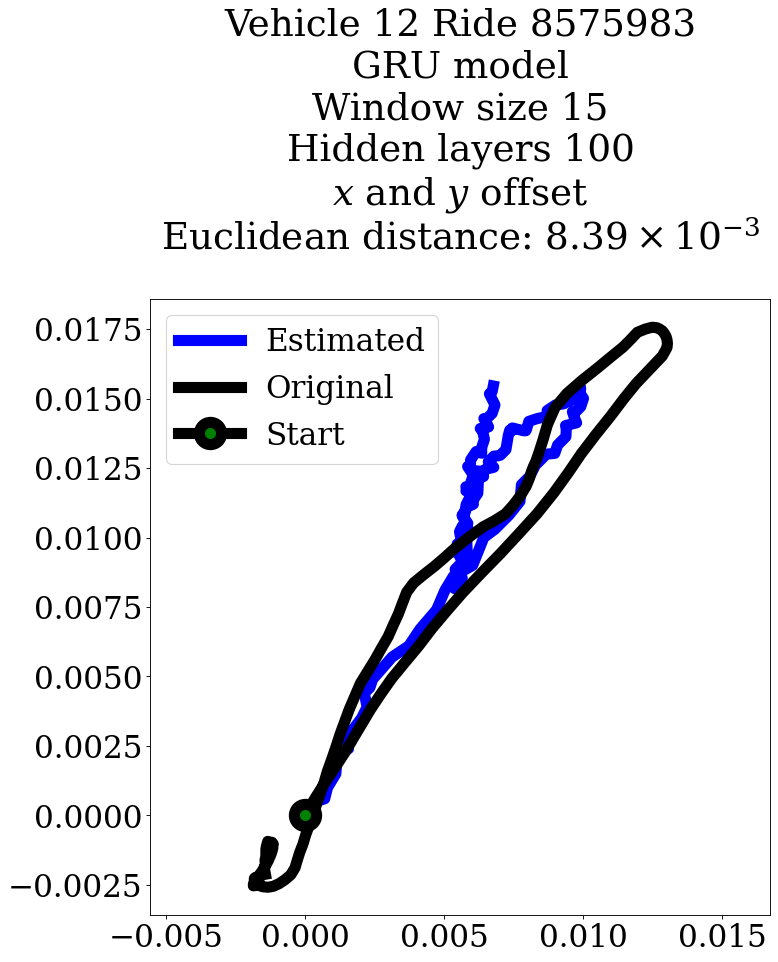 Vehicle 12 Ride 8575983
GRU model
Window size 15
Hidden layers 100
x and y offset
Euclidean distance: 8.39 × 10⁻³
Estimated
Original
Start
0.0175
0.0150
0.0125
0.0100
0.0075
0.0050
0.0025
0.0000
−0.0025
−0.005 0.000 0.005 0.010 0.015